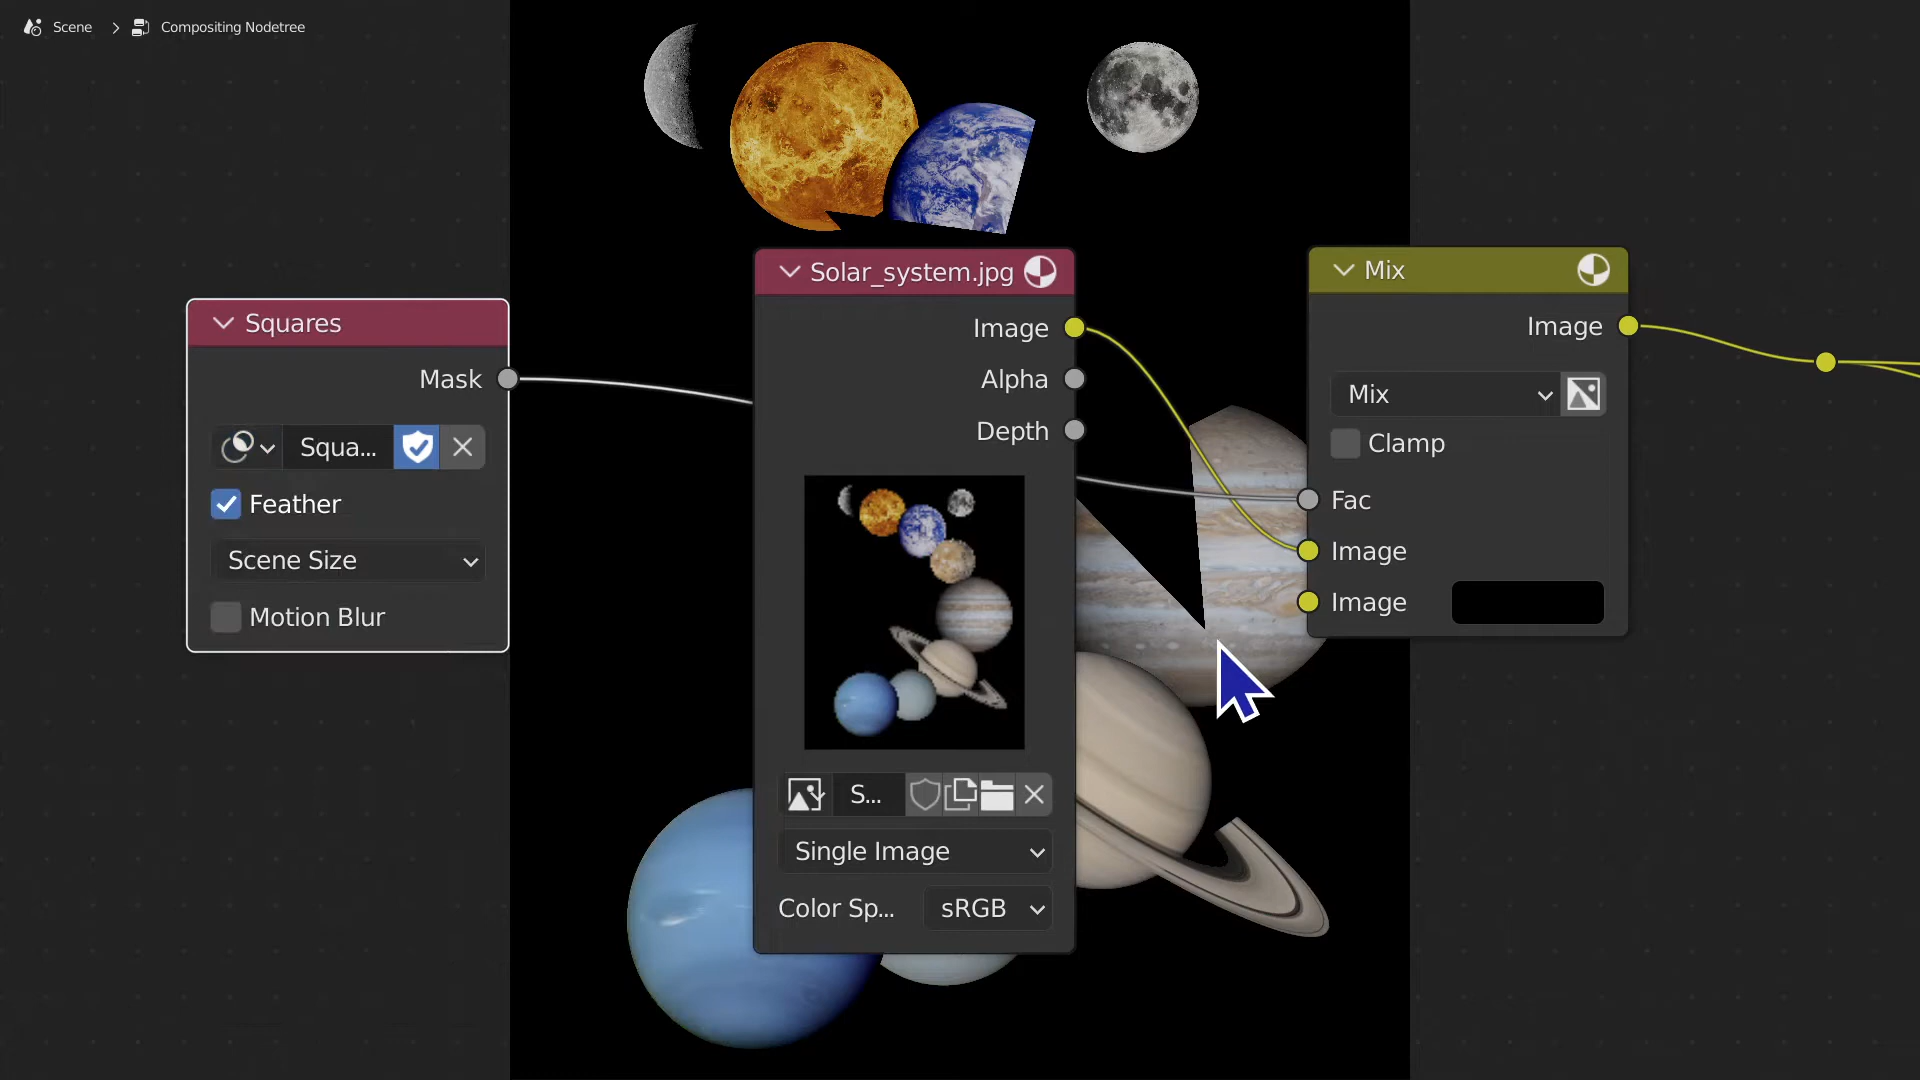 Scene
Compositing Nodetree
Squares
Mask
Squa...
Feather
Scene Size
Motion Blur
Solar_system.jpg
Image
Alpha
Depth
S...
Single Image
Color Sp...
sRGB
Mix
Image
Mix
Clamp
Fac
Image
Image